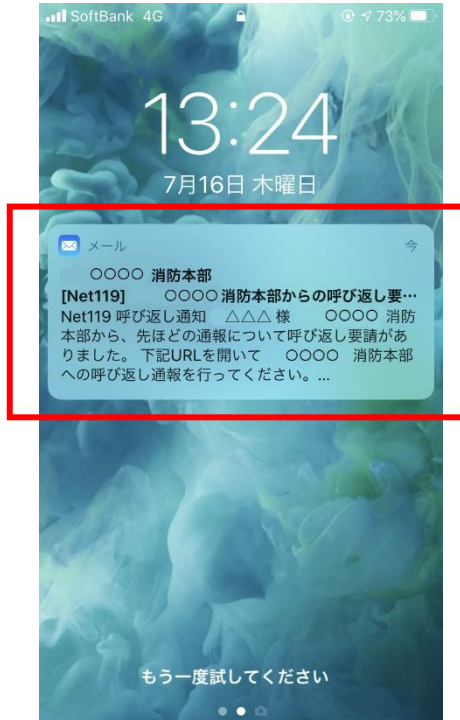 SoftBank 4G 73%
13:24
7月16日 木曜日
メール 今
○○○○ 消防本部
[Net119] ○○○○ 消防本部からの呼び返し要…
Net119 呼び返し通知 △△△ 様 ○○○○ 消防
本部から、先ほどの通報について呼び返し要請があ
りました。 下記URLを開いて ○○○○ 消防本部
への呼び返し通報を行ってください。...
もう一度試してください